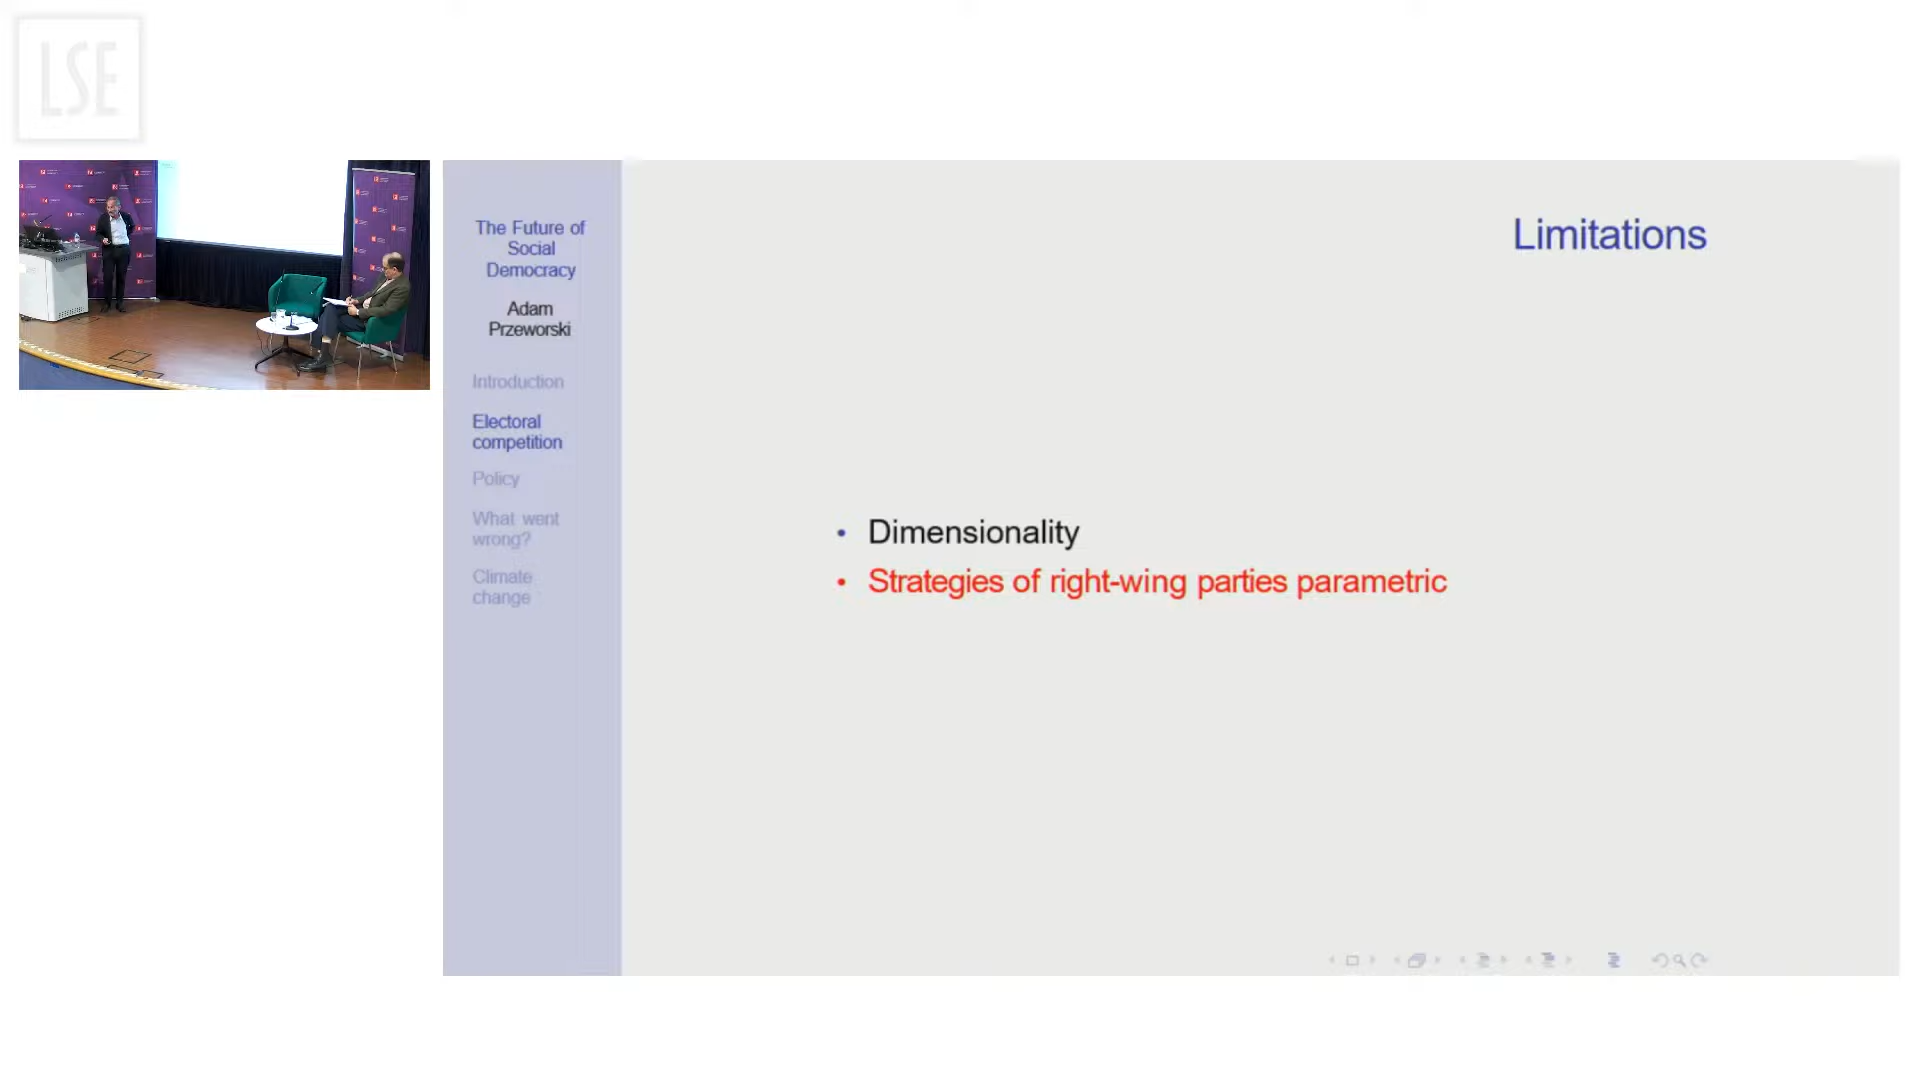 LSE
The Future of
Social
Democracy
Adam
Przeworski
Introduction
Electoral
competition
Policy
What went
wrong?
Climate
change
Limitations
• Dimensionality
• Strategies of right-wing parties parametric